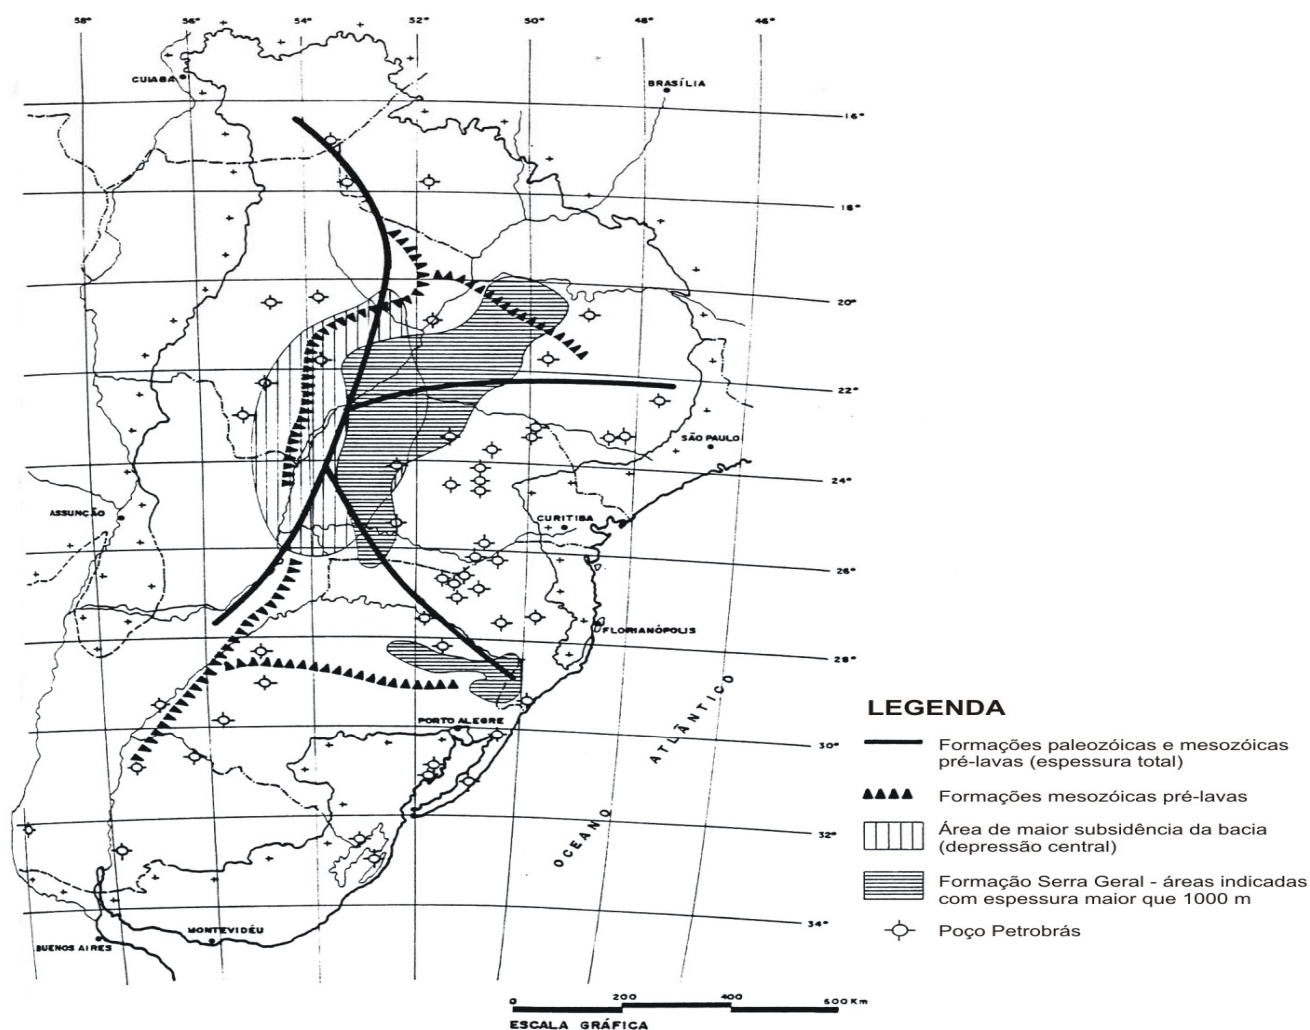 58° 56° 54° 52° 50° 48° 46°
CUIABÁ
BRASÍLIA
16°
18°
20°
22°
SÃO PAULO
24°
ASSUNÇÃO
CURITIBA
26°
FLORIANÓPOLIS
28°
PORTO ALEGRE
30°
OCEANO ATLÂNTICO
32°
34°
MONTEVIDÉU
BUENOS AIRES
LEGENDA
Formações paleozóicas e mesozóicas
pré-lavas (espessura total)
Formações mesozóicas pré-lavas
Área de maior subsidência da bacia
(depressão central)
Formação Serra Geral - áreas indicadas
com espessura maior que 1000 m
Poço Petrobrás
0 200 400 600 Km
ESCALA GRÁFICA